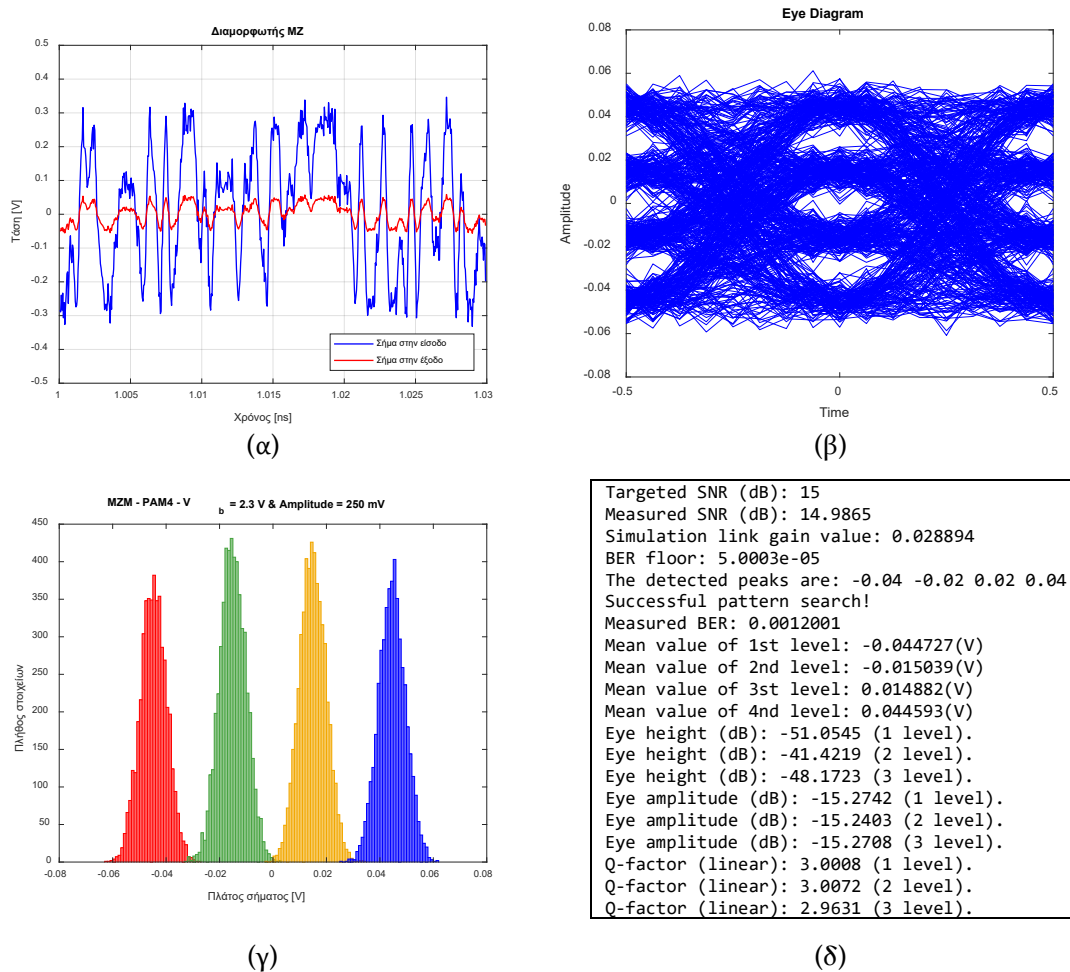 Διαμορφωτής MZ
0.5
0.4
0.3
0.2
0.1
0
-0.1
-0.2
-0.3
-0.4
-0.5
Τάση [V]
Σήμα στην είσοδο
Σήμα στην έξοδο
1
1.005
1.01
1.015
1.02
1.025
1.03
Χρόνος [ns]
(α)
Eye Diagram
0.08
0.06
0.04
0.02
0
-0.02
-0.04
-0.06
-0.08
Amplitude
-0.5
0
0.5
Time
(β)
MZM - PAM4 - V b = 2.3 V & Amplitude = 250 mV
450
400
350
300
250
200
150
100
50
0
Πλήθος στοιχείων
-0.08
-0.06
-0.04
-0.02
0
0.02
0.04
0.06
0.08
Πλάτος σήματος [V]
(γ)
Targeted SNR (dB): 15
Measured SNR (dB): 14.9865
Simulation link gain value: 0.028894
BER floor: 5.0003e-05
The detected peaks are: -0.04 -0.02 0.02 0.04
Successful pattern search!
Measured BER: 0.0012001
Mean value of 1st level: -0.044727(V)
Mean value of 2nd level: -0.015039(V)
Mean value of 3st level: 0.014882(V)
Mean value of 4nd level: 0.044593(V)
Eye height (dB): -51.0545 (1 level).
Eye height (dB): -41.4219 (2 level).
Eye height (dB): -48.1723 (3 level).
Eye amplitude (dB): -15.2742 (1 level).
Eye amplitude (dB): -15.2403 (2 level).
Eye amplitude (dB): -15.2708 (3 level).
Q-factor (linear): 3.0008 (1 level).
Q-factor (linear): 3.0072 (2 level).
Q-factor (linear): 2.9631 (3 level).
(δ)